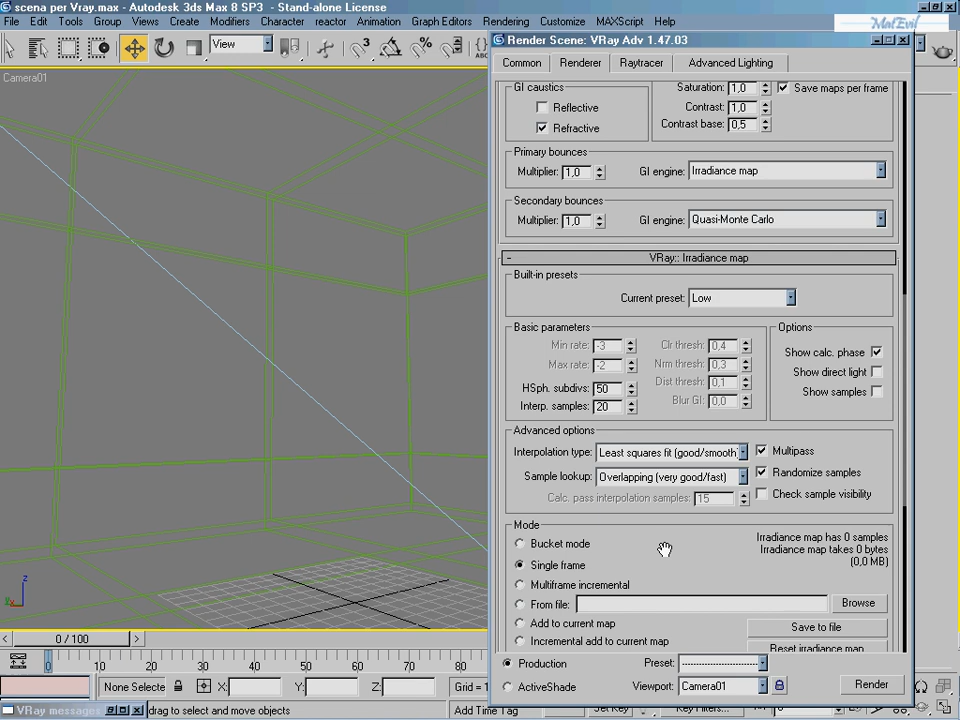 scena per Vray.max - Autodesk 3ds Max 8 SP3 - Stand-alone License
File Edit Tools Group Views Create Modifiers Character reactor Animation Graph Editors Rendering Customize MAXScript Help
MatEvil
View
3
Render Scene: VRay Adv 1.47.03
Camera01
Common Renderer Raytracer Advanced Lighting
GI caustics
Reflective
Refractive
Saturation: 1,0
Save maps per frame
Contrast: 1,0
Contrast base: 0,5
Primary bounces
Multiplier: 1,0 GI engine: Irradiance map
Secondary bounces
Multiplier: 1,0 GI engine: Quasi-Monte Carlo
- VRay:: Irradiance map
Built-in presets
Current preset: Low
Basic parameters
Min rate: -3 Clr thresh: 0,4
Max rate: -2 Nrm thresh: 0,3
HSph. subdivs: 50 Dist thresh: 0,1
Interp. samples: 20 Blur GI: 0,0
Options
Show calc. phase
Show direct light
Show samples
Advanced options
Interpolation type: Least squares fit (good/smooth) Multipass
Sample lookup: Overlapping (very good/fast) Randomize samples
Calc. pass interpolation samples: 15 Check sample visibility
Mode
Bucket mode
Single frame
Multiframe incremental
From file: Browse
Add to current map
Incremental add to current map
Irradiance map has 0 samples
Irradiance map takes 0 bytes
(0,0 MB)
Save to file
Reset irradiance map
Production Preset: --------------------
ActiveShade Viewport: Camera01 Render
z
0 / 100
0 10 20 30 40 50 60 70 80
None Selecte X: Y: Z: Grid = 1
VRay messages
drag to select and move objects
Add Time Tag
Key Filters...